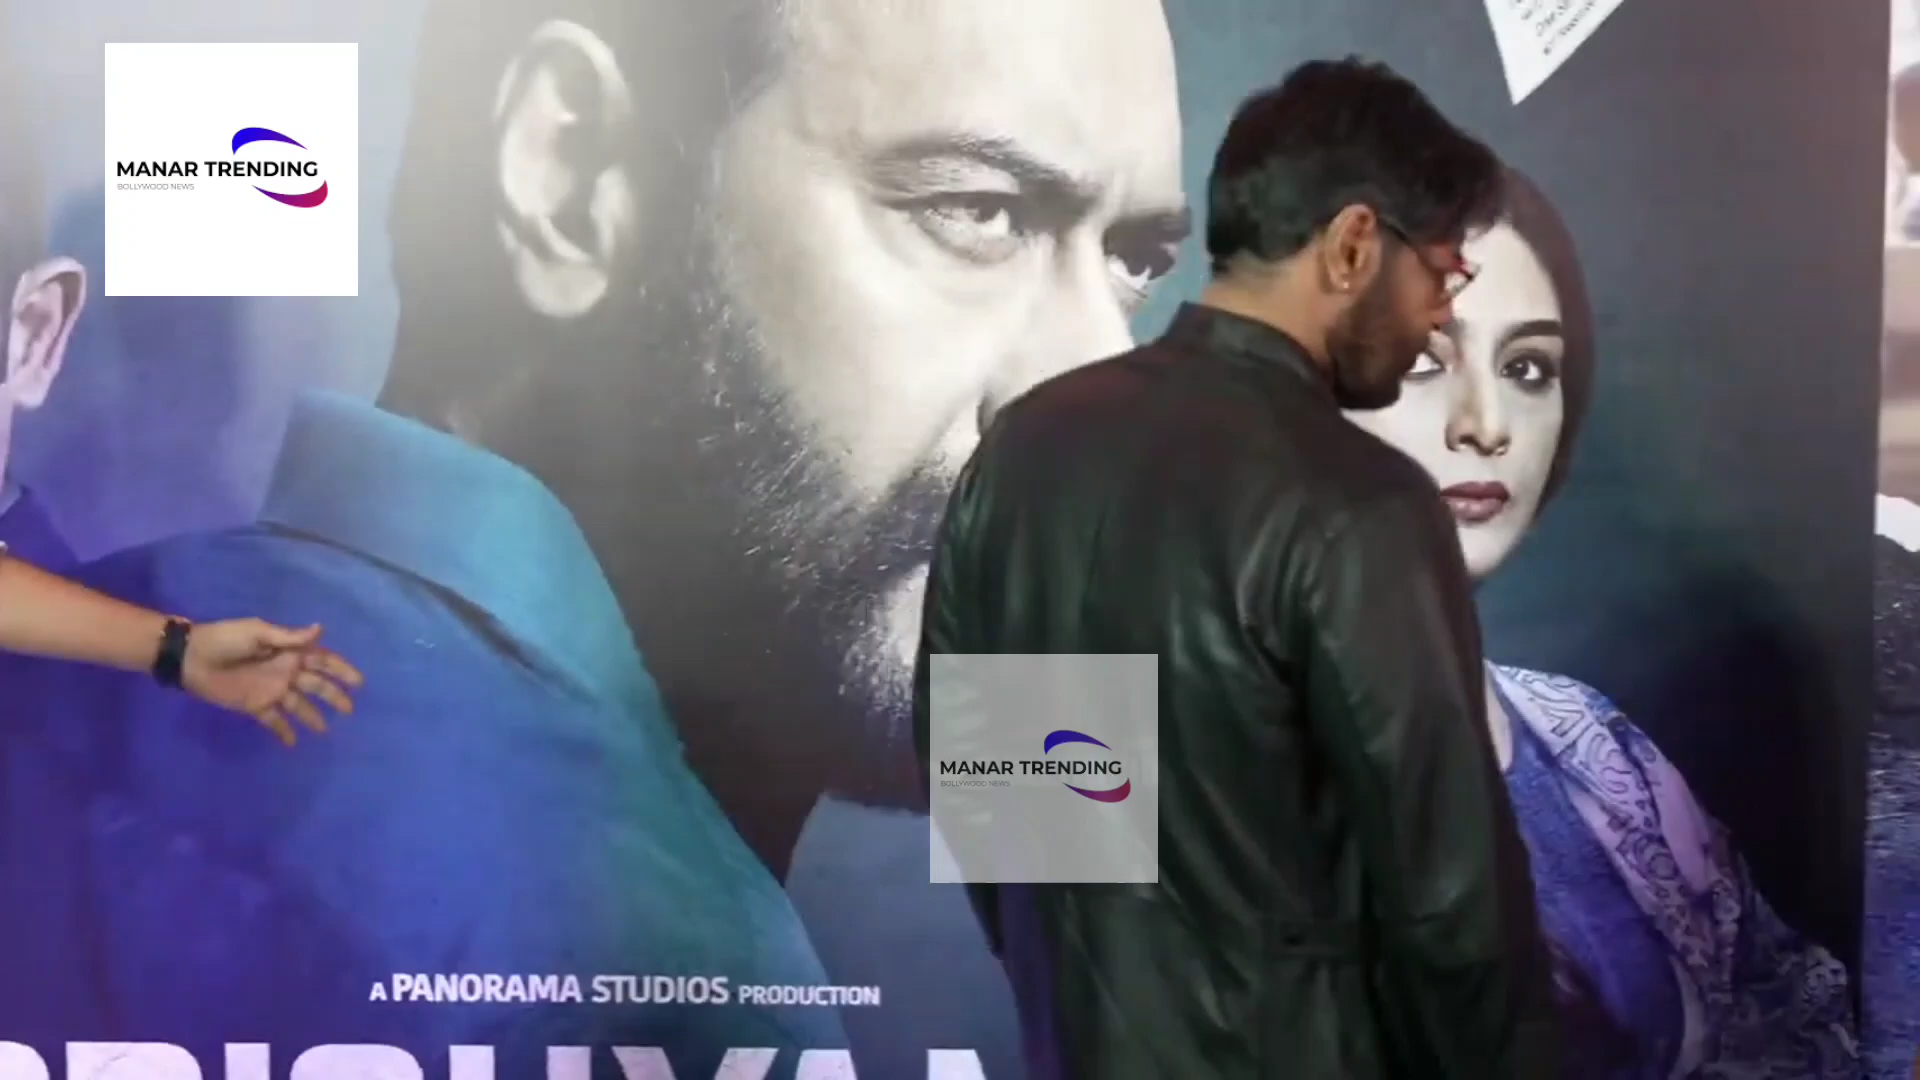 MANAR TRENDING
BOLLYWOOD NEWS
MANAR TRENDING
BOLLYWOOD NEWS
A PANORAMA STUDIOS PRODUCTION